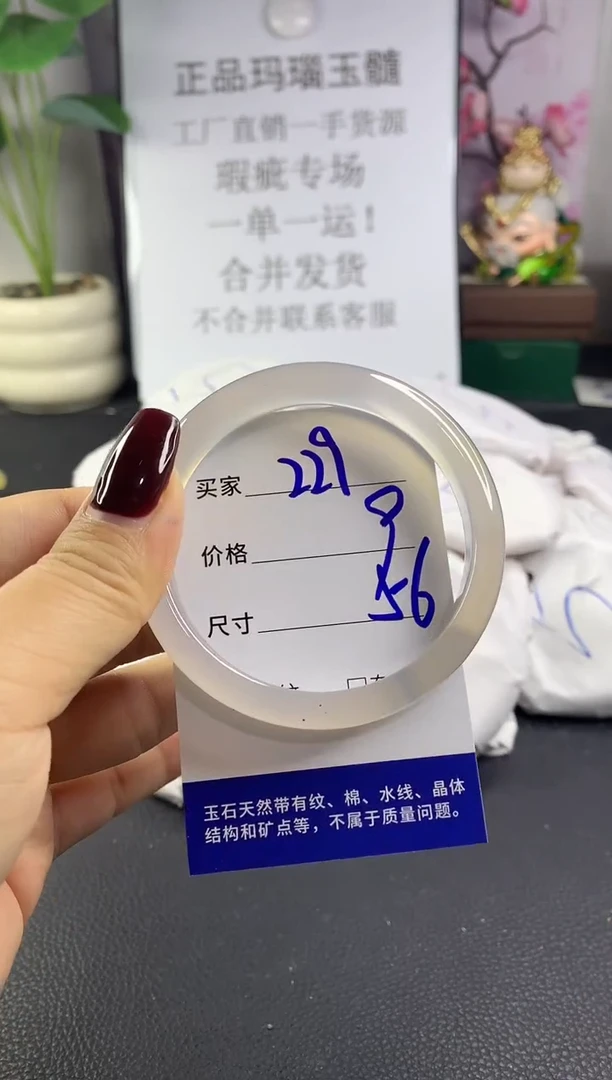 正品玛瑙玉髓
工厂直销一手货源
瑕疵专场
一单一运!
合并发货
不合并联系客服
买家 229
价格 9
尺寸 56
玉石天然带有纹、棉、水线、晶体
结构和矿点等，不属于质量问题。